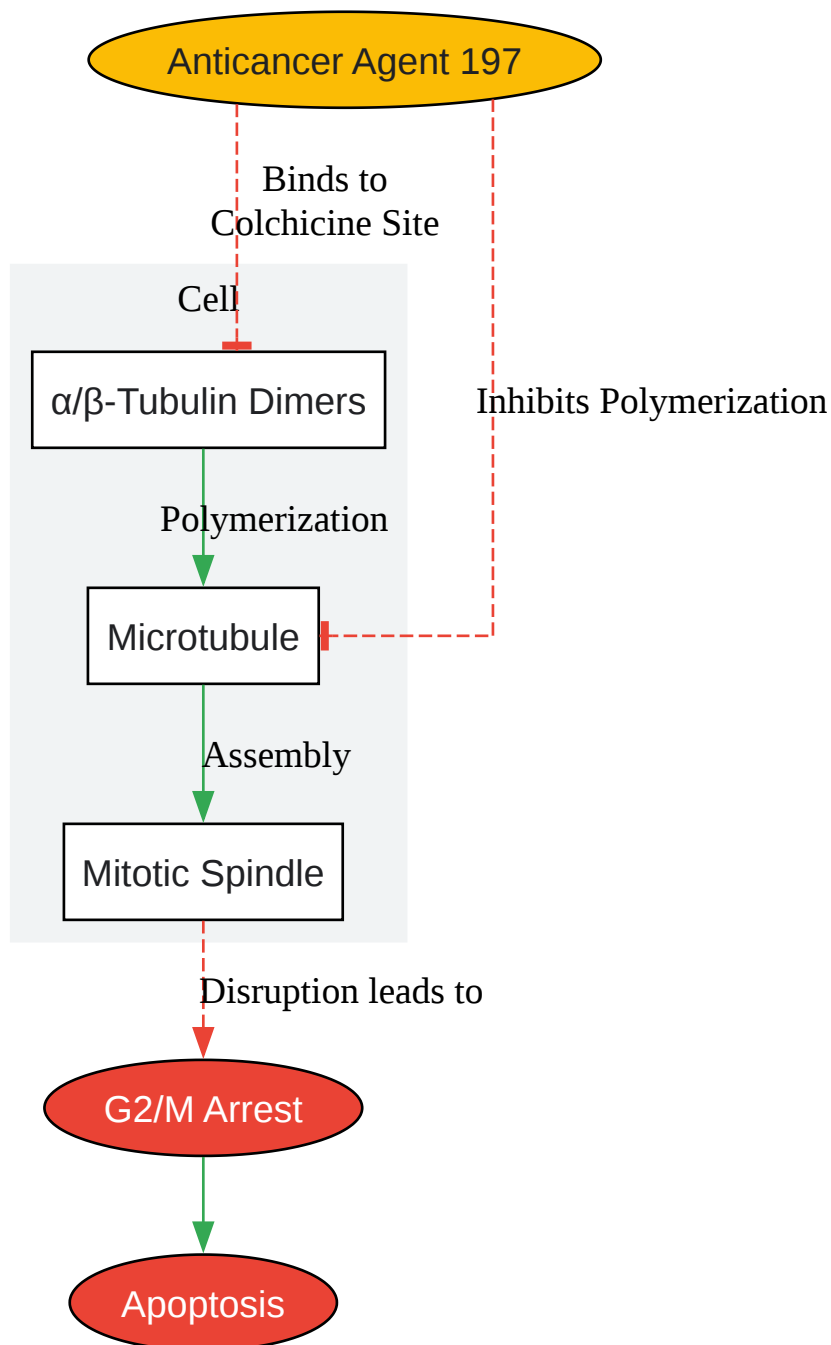 Anticancer Agent 197
Binds to
Colchicine Site
Cell
α/β-Tubulin Dimers
Inhibits Polymerization
Polymerization
Microtubule
Assembly
Mitotic Spindle
Disruption leads to
G2/M Arrest
Apoptosis